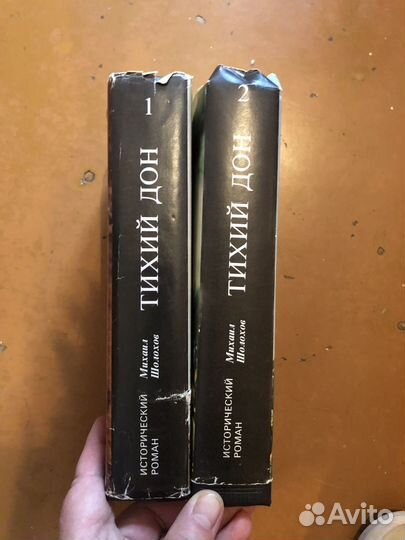 1
ТИХИЙ ДОН
Михаил
Шолохов
ИСТОРИЧЕСКИЙ
РОМАН
2
ТИХИЙ ДОН
Михаил
Шолохов
ИСТОРИЧЕСКИЙ
РОМАН
Avito